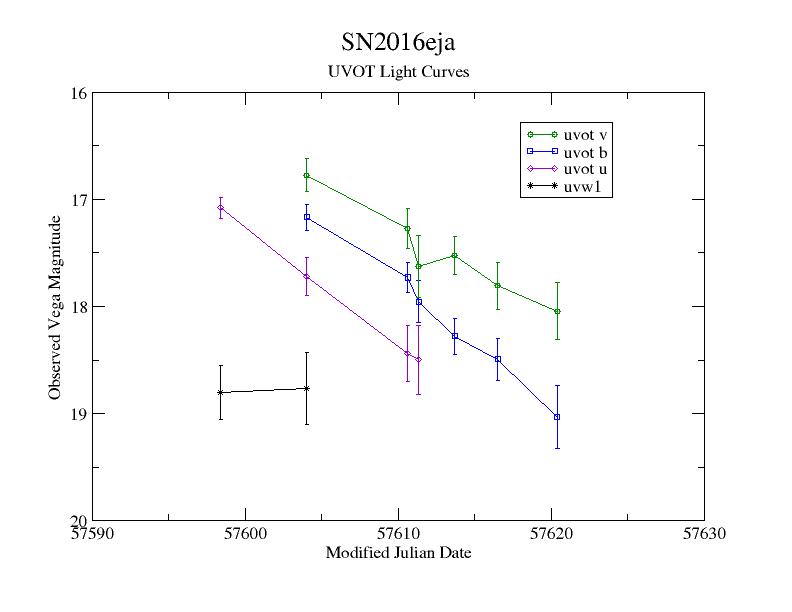 SN2016eja
UVOT Light Curves
uvot v
uvot b
uvot u
uvw1
Observed Vega Magnitude
16
17
18
19
20
57590 57600 57610 57620 57630
Modified Julian Date